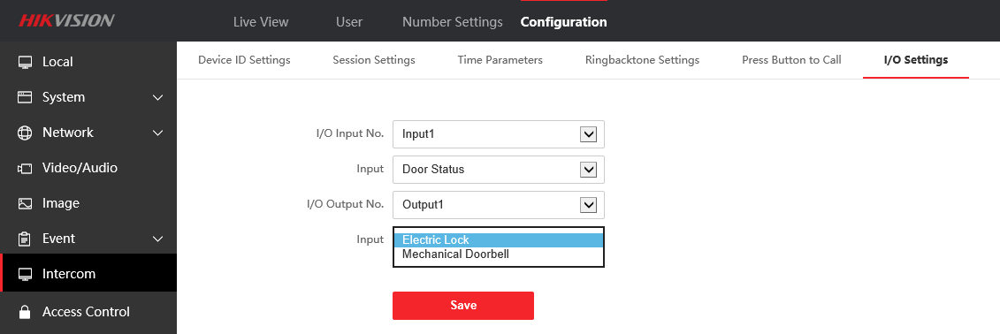 HIKVISION
Live View User Number Settings Configuration
Local
System
Network
Video/Audio
Image
Event
Intercom
Access Control
Device ID Settings Session Settings Time Parameters Ringbacktone Settings Press Button to Call I/O Settings
I/O Input No. Input1
Input Door Status
I/O Output No. Output1
Input Electric Lock
Mechanical Doorbell
Save